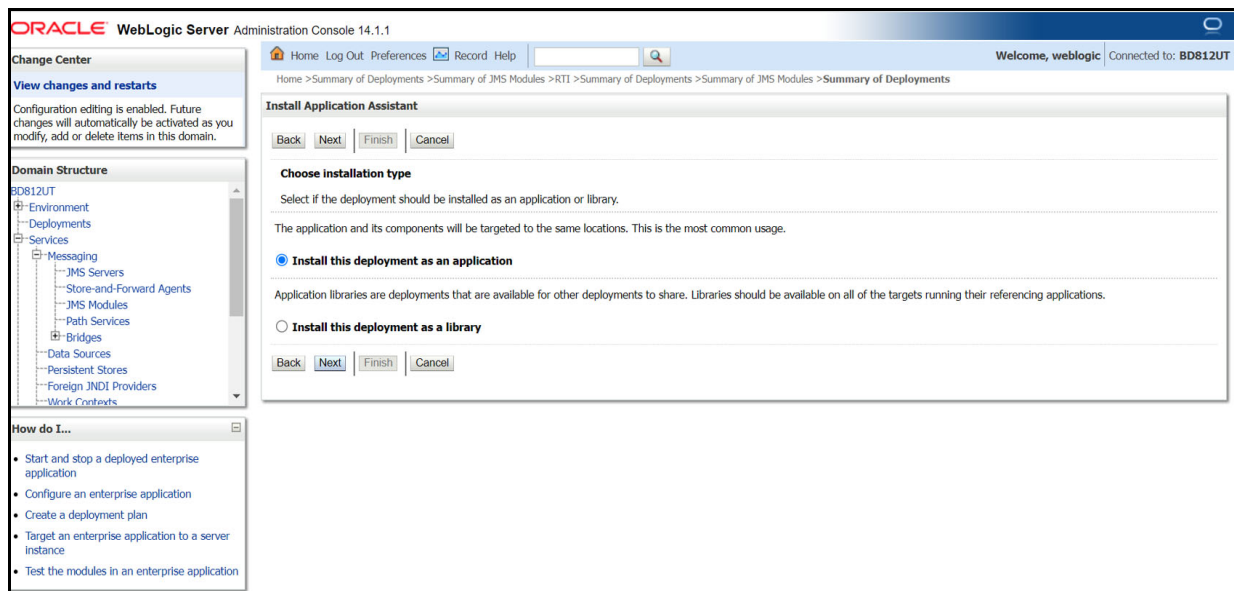 ORACLE WebLogic Server Administration Console 14.1.1
Change Center
View changes and restarts
Configuration editing is enabled. Future
changes will automatically be activated as you
modify, add or delete items in this domain.
Domain Structure
BD812UT
Environment
Deployments
Services
Messaging
JMS Servers
Store-and-Forward Agents
JMS Modules
Path Services
Bridges
Data Sources
Persistent Stores
Foreign JNDI Providers
Work Contexts
How do I...
Start and stop a deployed enterprise
application
Configure an enterprise application
Create a deployment plan
Target an enterprise application to a server
instance
Test the modules in an enterprise application
Home Log Out Preferences Record Help
Welcome, weblogic Connected to: BD812UT
Home >Summary of Deployments >Summary of JMS Modules >RTI >Summary of Deployments >Summary of JMS Modules >Summary of Deployments
Install Application Assistant
Back Next Finish Cancel
Choose installation type
Select if the deployment should be installed as an application or library.
The application and its components will be targeted to the same locations. This is the most common usage.
Install this deployment as an application
Application libraries are deployments that are available for other deployments to share. Libraries should be available on all of the targets running their referencing applications.
Install this deployment as a library
Back Next Finish Cancel